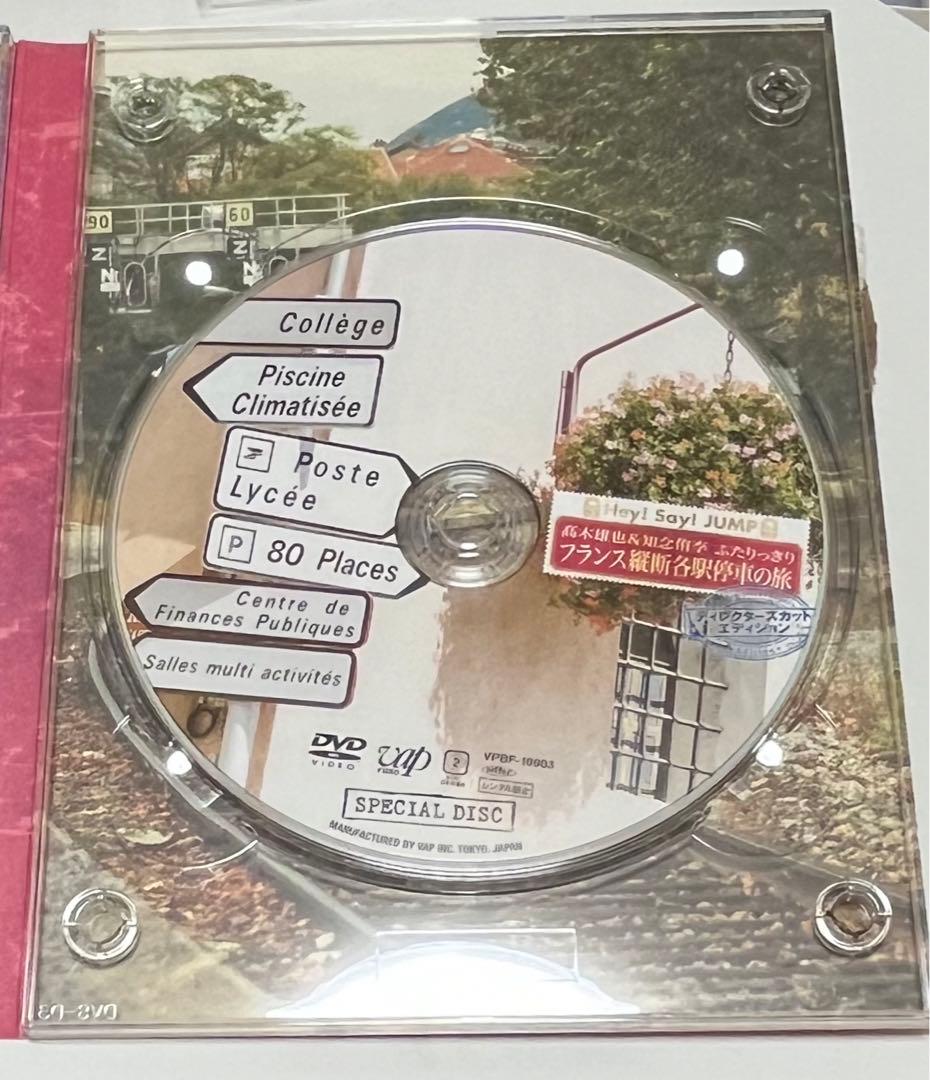 90
60
Z
Z
N
N
Collège
Piscine
Climatisée
Poste
Lycée
P 80 Places
Centre de
Finances Publiques
Salles multi activités
Hey! Say! JUMP
髙木雄也&知念侑李 ふたりっきり
フランス縦断各駅停車の旅
ディレクターズカット
エディション
DVD
VIDEO
vap
2
VPBF-10903
レンタル禁止
SPECIAL DISC
MANUFACTURED BY VAP INC. TOKYO, JAPAN
DVS-D3